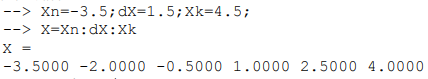 --> Xn=-3.5;dX=1.5;Xk=4.5;
--> X=Xn:dX:Xk
X =
-3.5000 -2.0000 -0.5000 1.0000 2.5000 4.0000